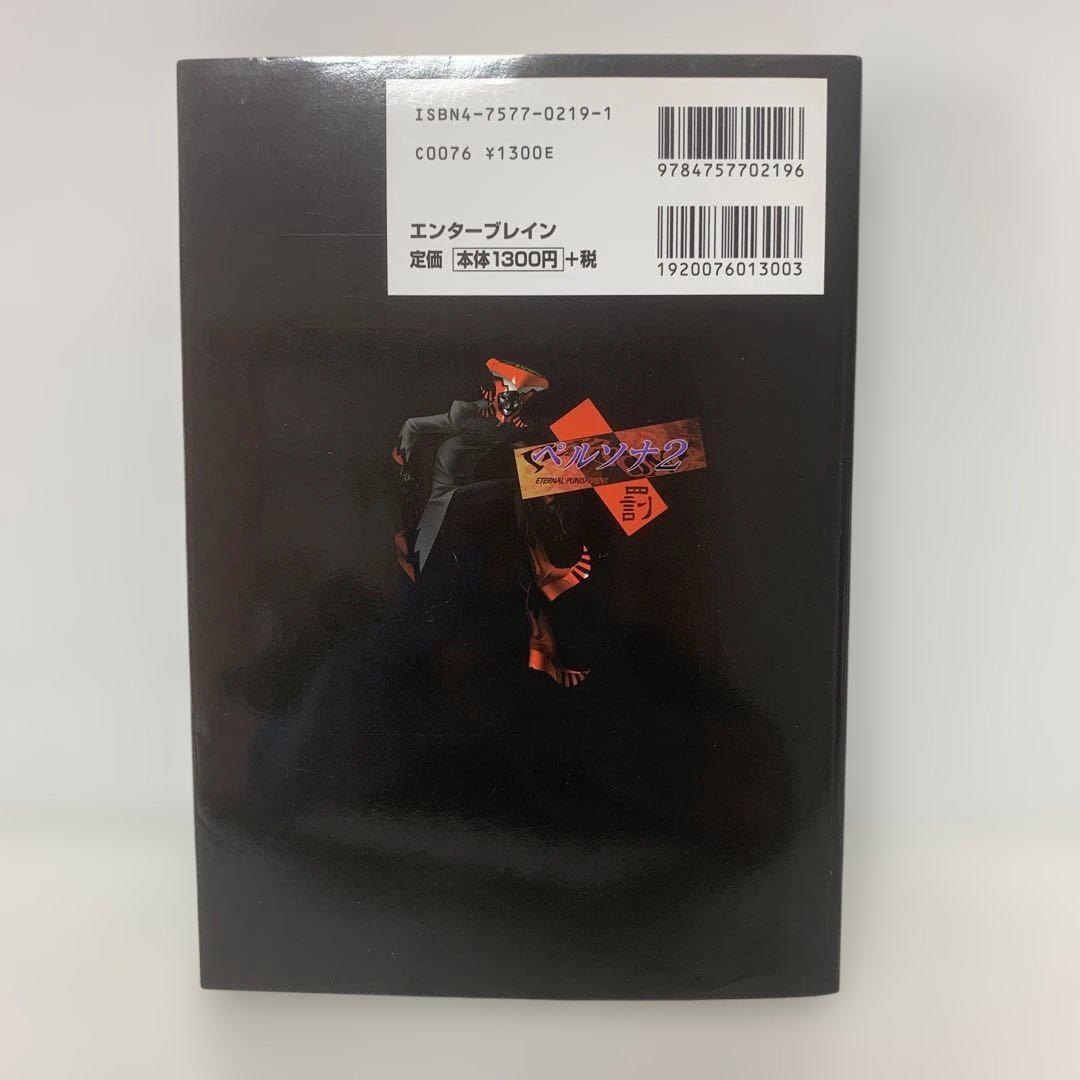 ISBN4-7577-0219-1
C0076 ¥1300E
9784757702196
エンターブレイン
定価 本体1300円+税
1920076013003
ペルソナ2
ETERNAL PUNISHMENT
罰